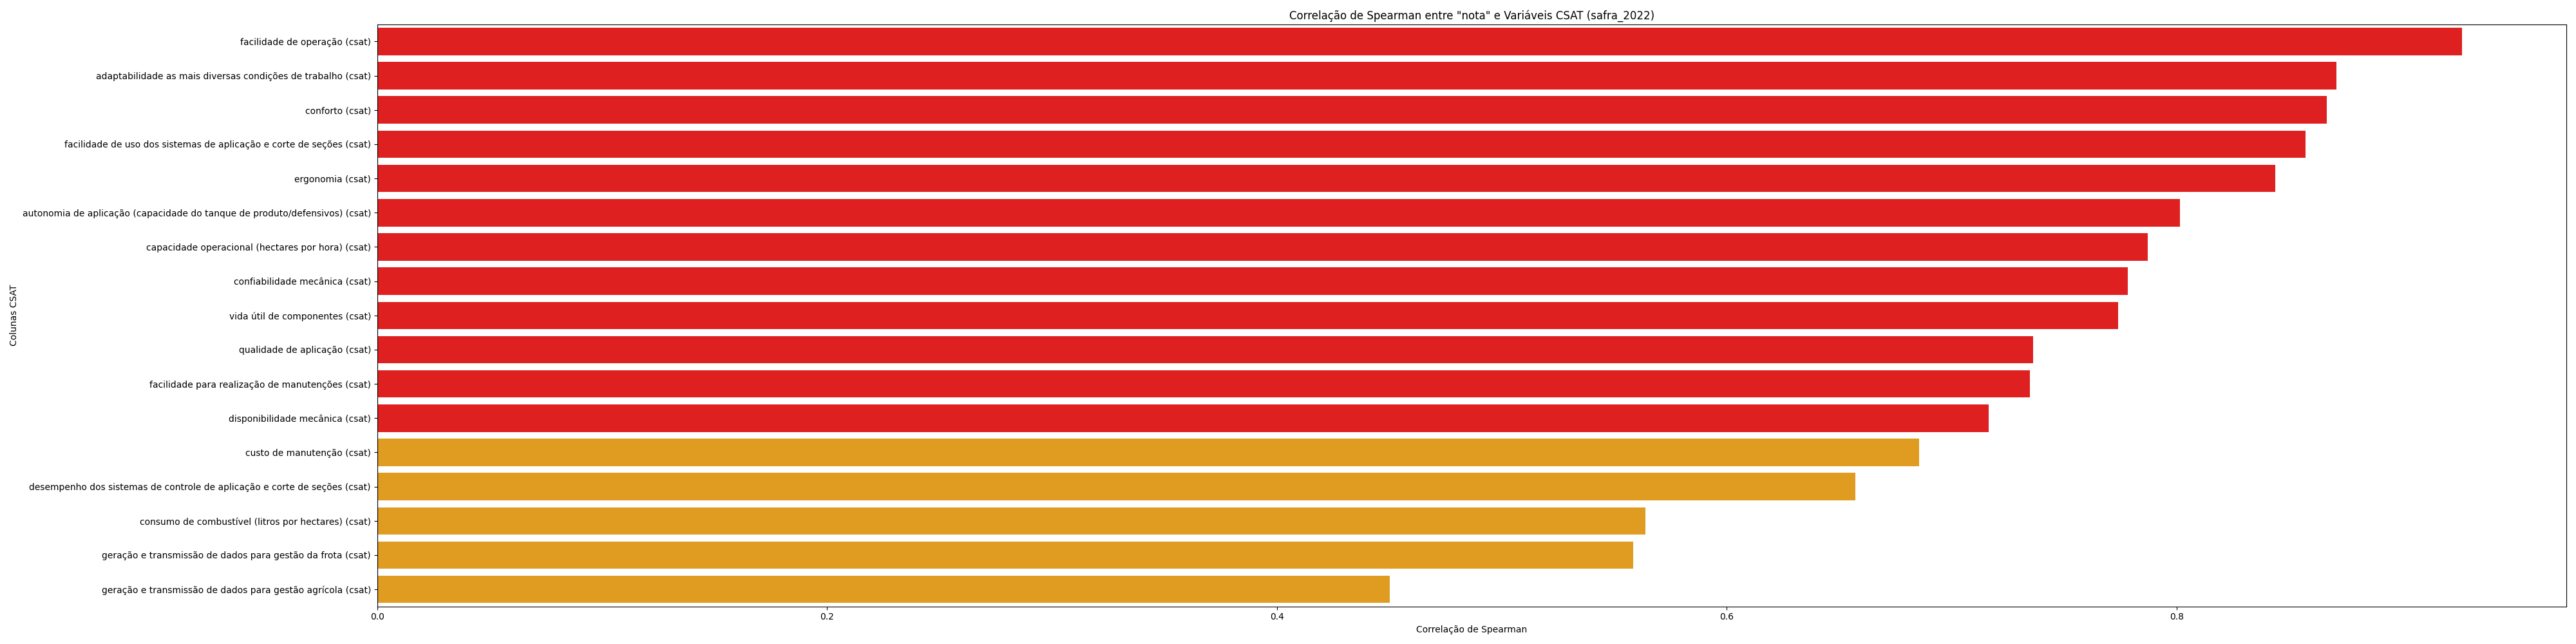 Correlação de Spearman entre "nota" e Variáveis CSAT (safra_2022)
Colunas CSAT
facilidade de operação (csat)
adaptabilidade as mais diversas condições de trabalho (csat)
conforto (csat)
facilidade de uso dos sistemas de aplicação e corte de seções (csat)
ergonomia (csat)
autonomia de aplicação (capacidade do tanque de produto/defensivos) (csat)
capacidade operacional (hectares por hora) (csat)
confiabilidade mecânica (csat)
vida útil de componentes (csat)
qualidade de aplicação (csat)
facilidade para realização de manutenções (csat)
disponibilidade mecânica (csat)
custo de manutenção (csat)
desempenho dos sistemas de controle de aplicação e corte de seções (csat)
consumo de combustível (litros por hectares) (csat)
geração e transmissão de dados para gestão da frota (csat)
geração e transmissão de dados para gestão agrícola (csat)
0.0 0.2 0.4 0.6 0.8
Correlação de Spearman